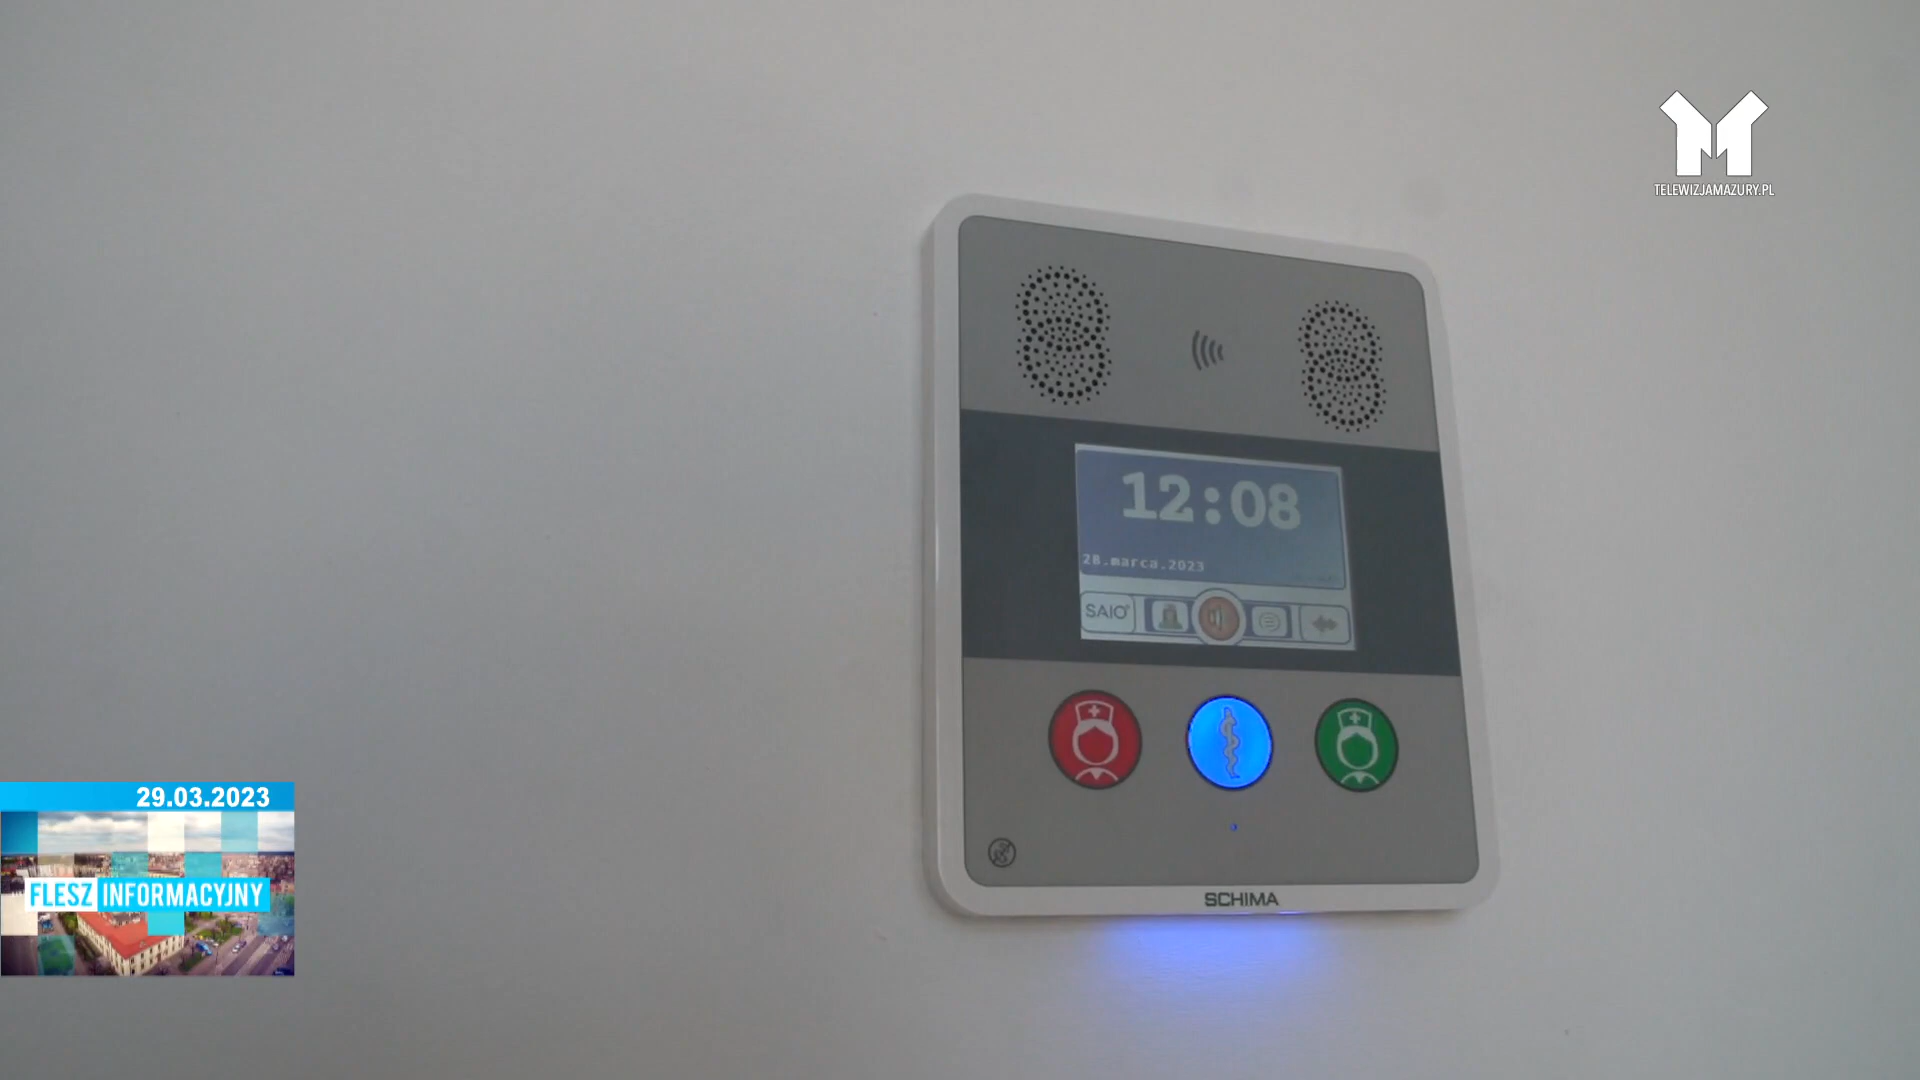 TELEWIZJAMAZURY.PL
12:08
28.marca.2023
SAIO
SCHIMA
29.03.2023
FLESZ INFORMACYJNY